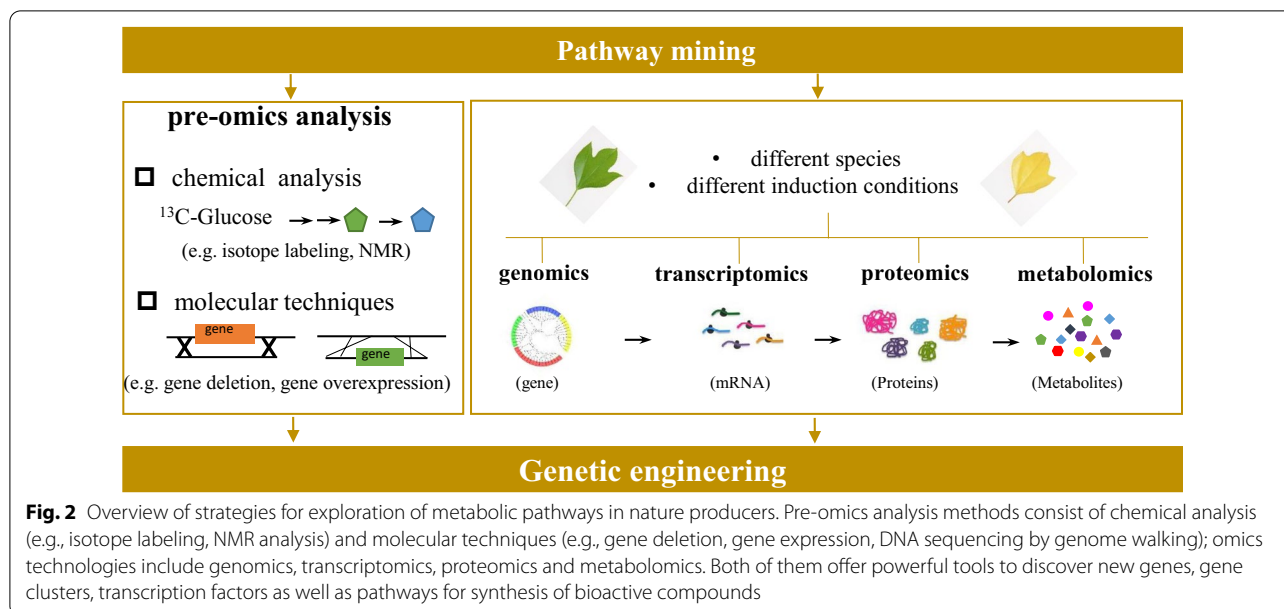 Pathway mining
pre-omics analysis
chemical analysis
¹³C-Glucose
(e.g. isotope labeling, NMR)
molecular techniques
gene
gene
(e.g. gene deletion, gene overexpression)
• different species
• different induction conditions
genomics
transcriptomics
proteomics
metabolomics
(gene)
(mRNA)
(Proteins)
(Metabolites)
Genetic engineering
Fig. 2 Overview of strategies for exploration of metabolic pathways in nature producers. Pre-omics analysis methods consist of chemical analysis
(e.g., isotope labeling, NMR analysis) and molecular techniques (e.g., gene deletion, gene expression, DNA sequencing by genome walking); omics
technologies include genomics, transcriptomics, proteomics and metabolomics. Both of them offer powerful tools to discover new genes, gene
clusters, transcription factors as well as pathways for synthesis of bioactive compounds